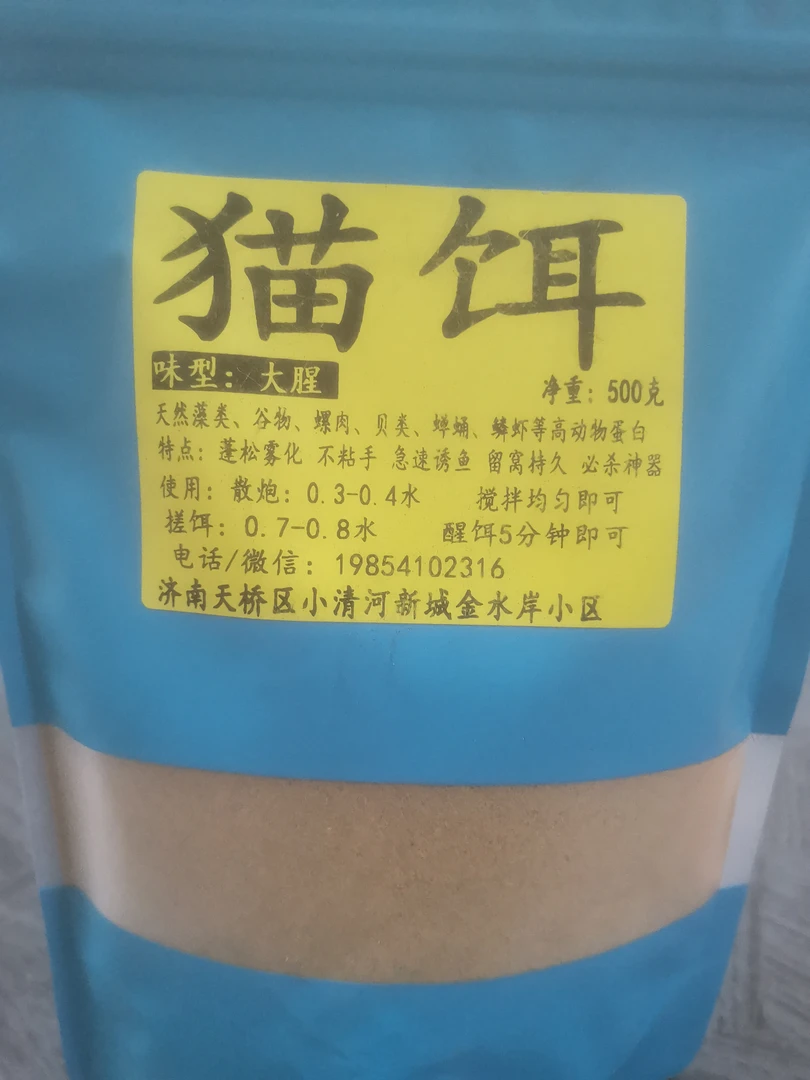 猫饵
味型：大腥 净重：500克
天然藻类、谷物、螺肉、贝类、蝉蛹、鳞虾等高动物蛋白
特点：蓬松雾化 不粘手 急速诱鱼 留窝持久 必杀神器
使用：散炮：0.3-0.4水 搅拌均匀即可
搓饵：0.7-0.8水 醒饵5分钟即可
电话/微信：19854102316
济南天桥区小清河新城金水岸小区